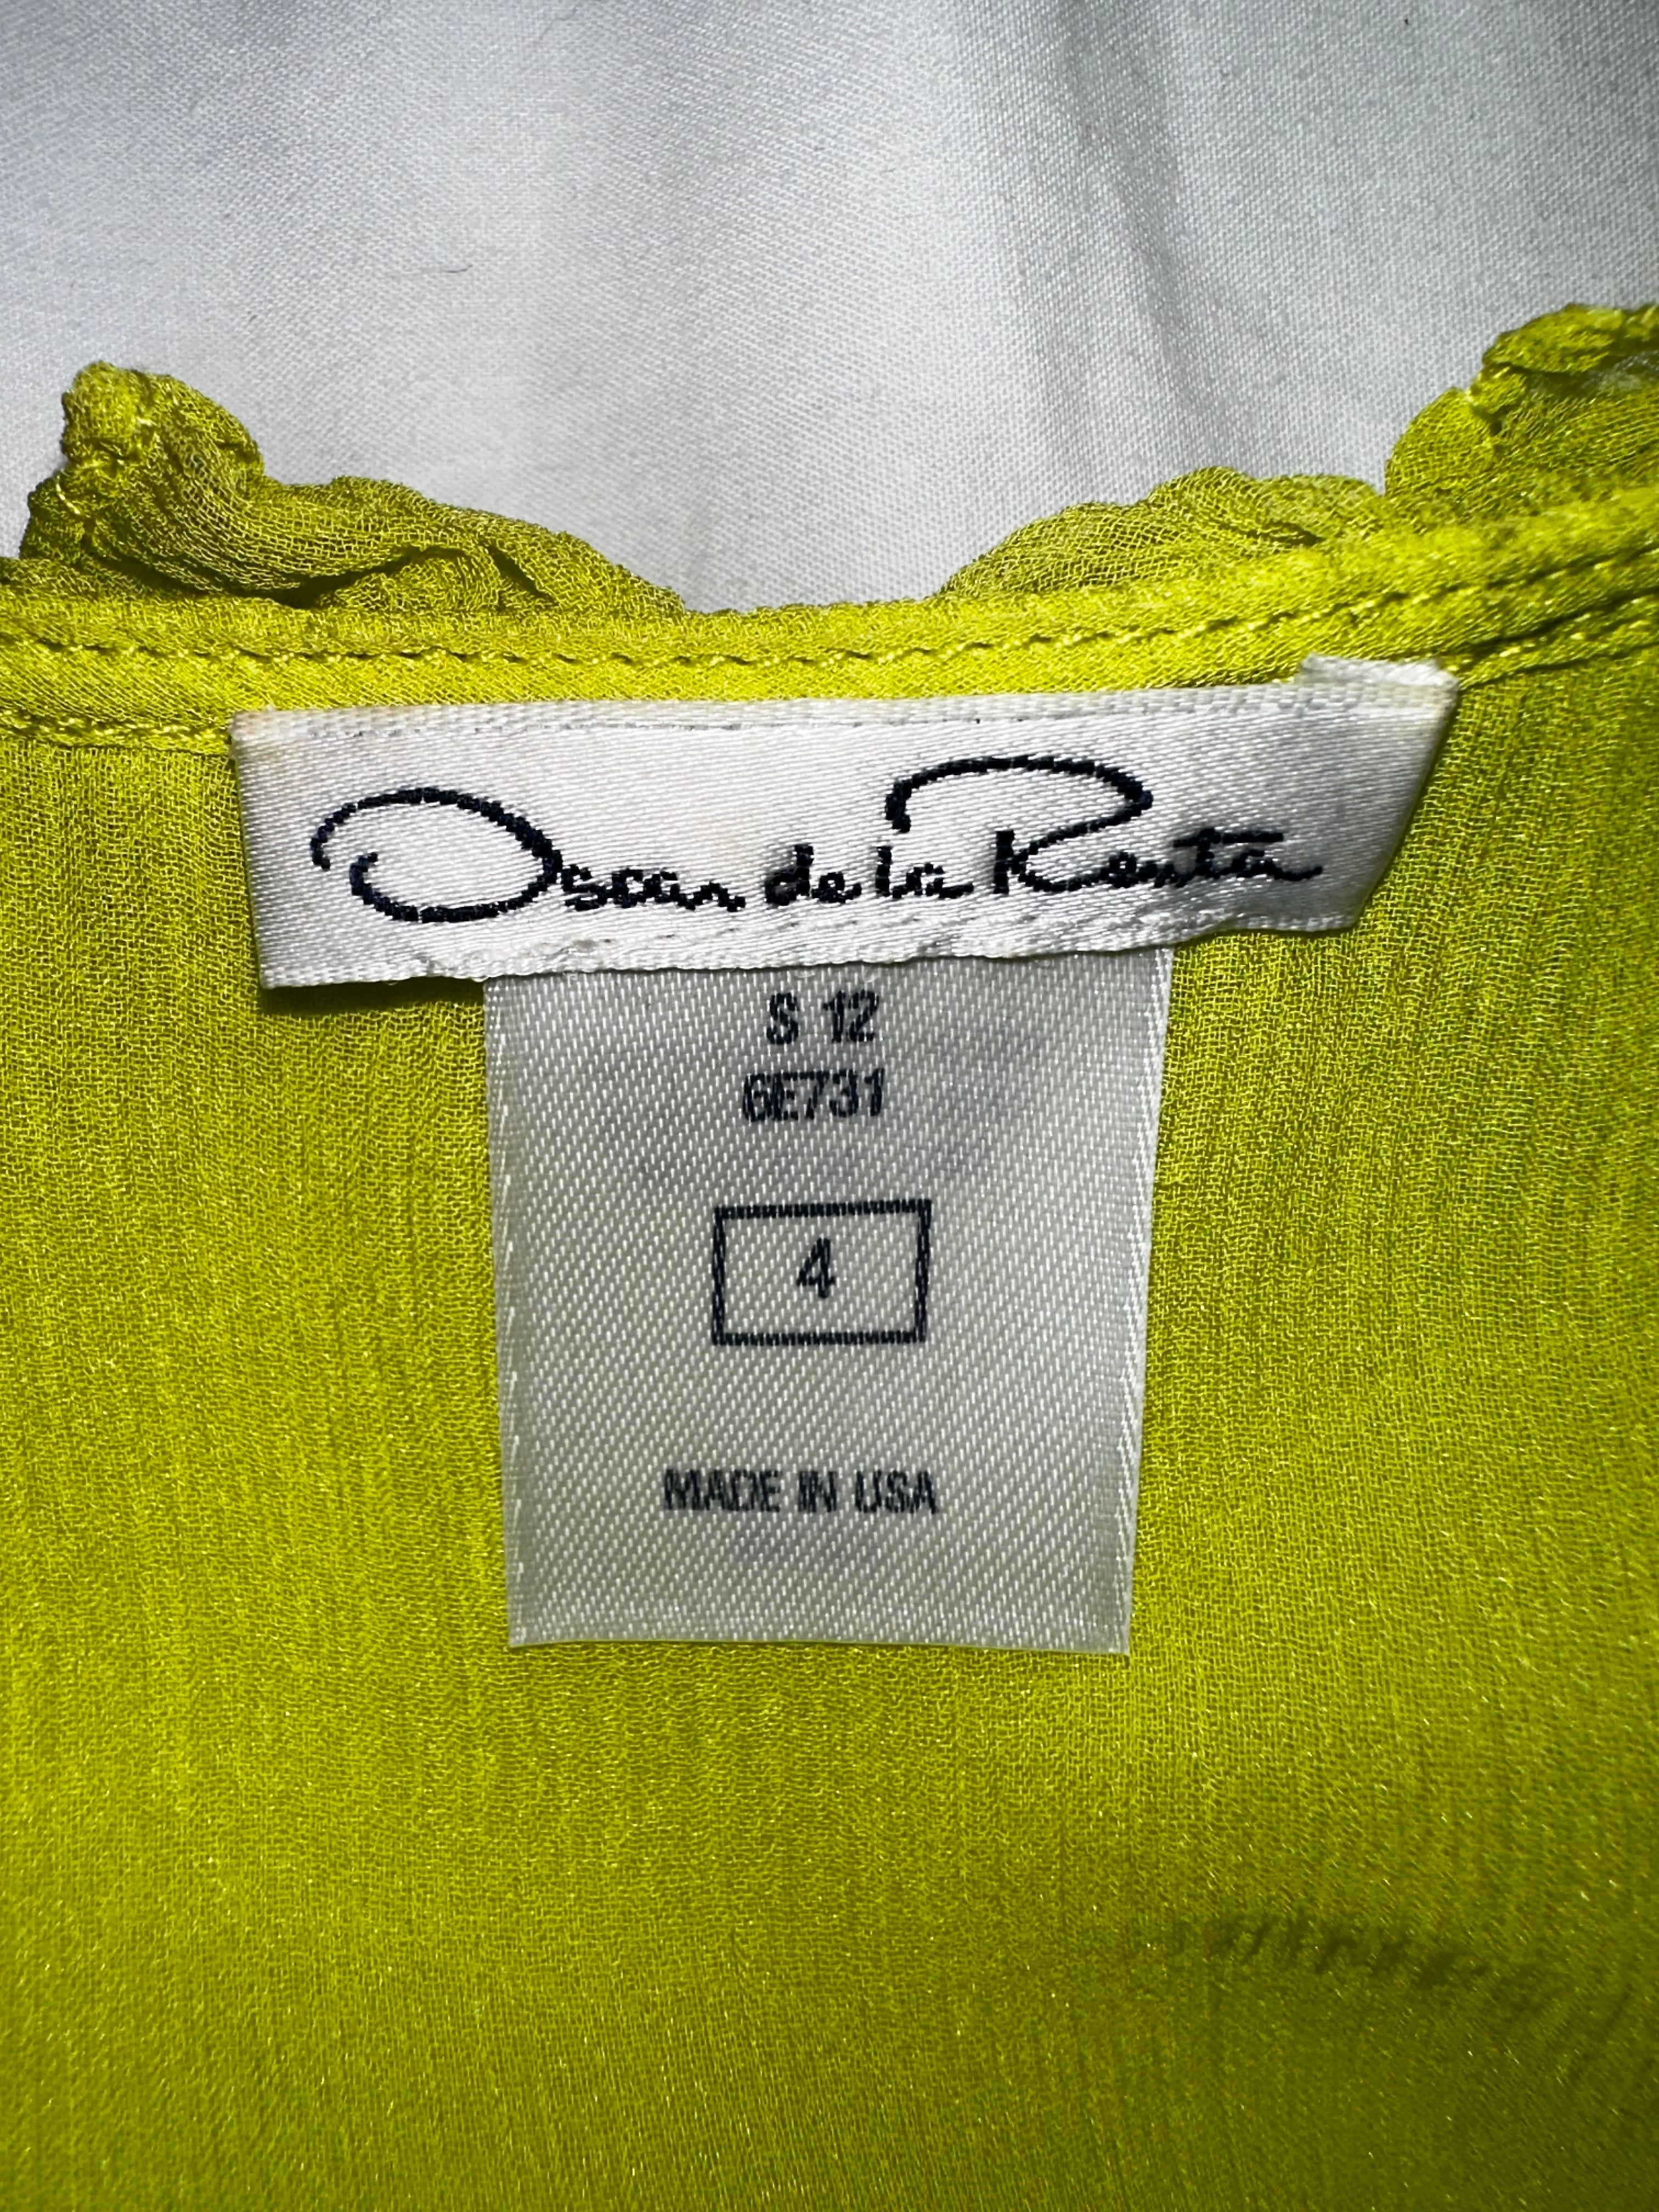 Oscar de la Renta
S 12
6E731
4
MADE IN USA